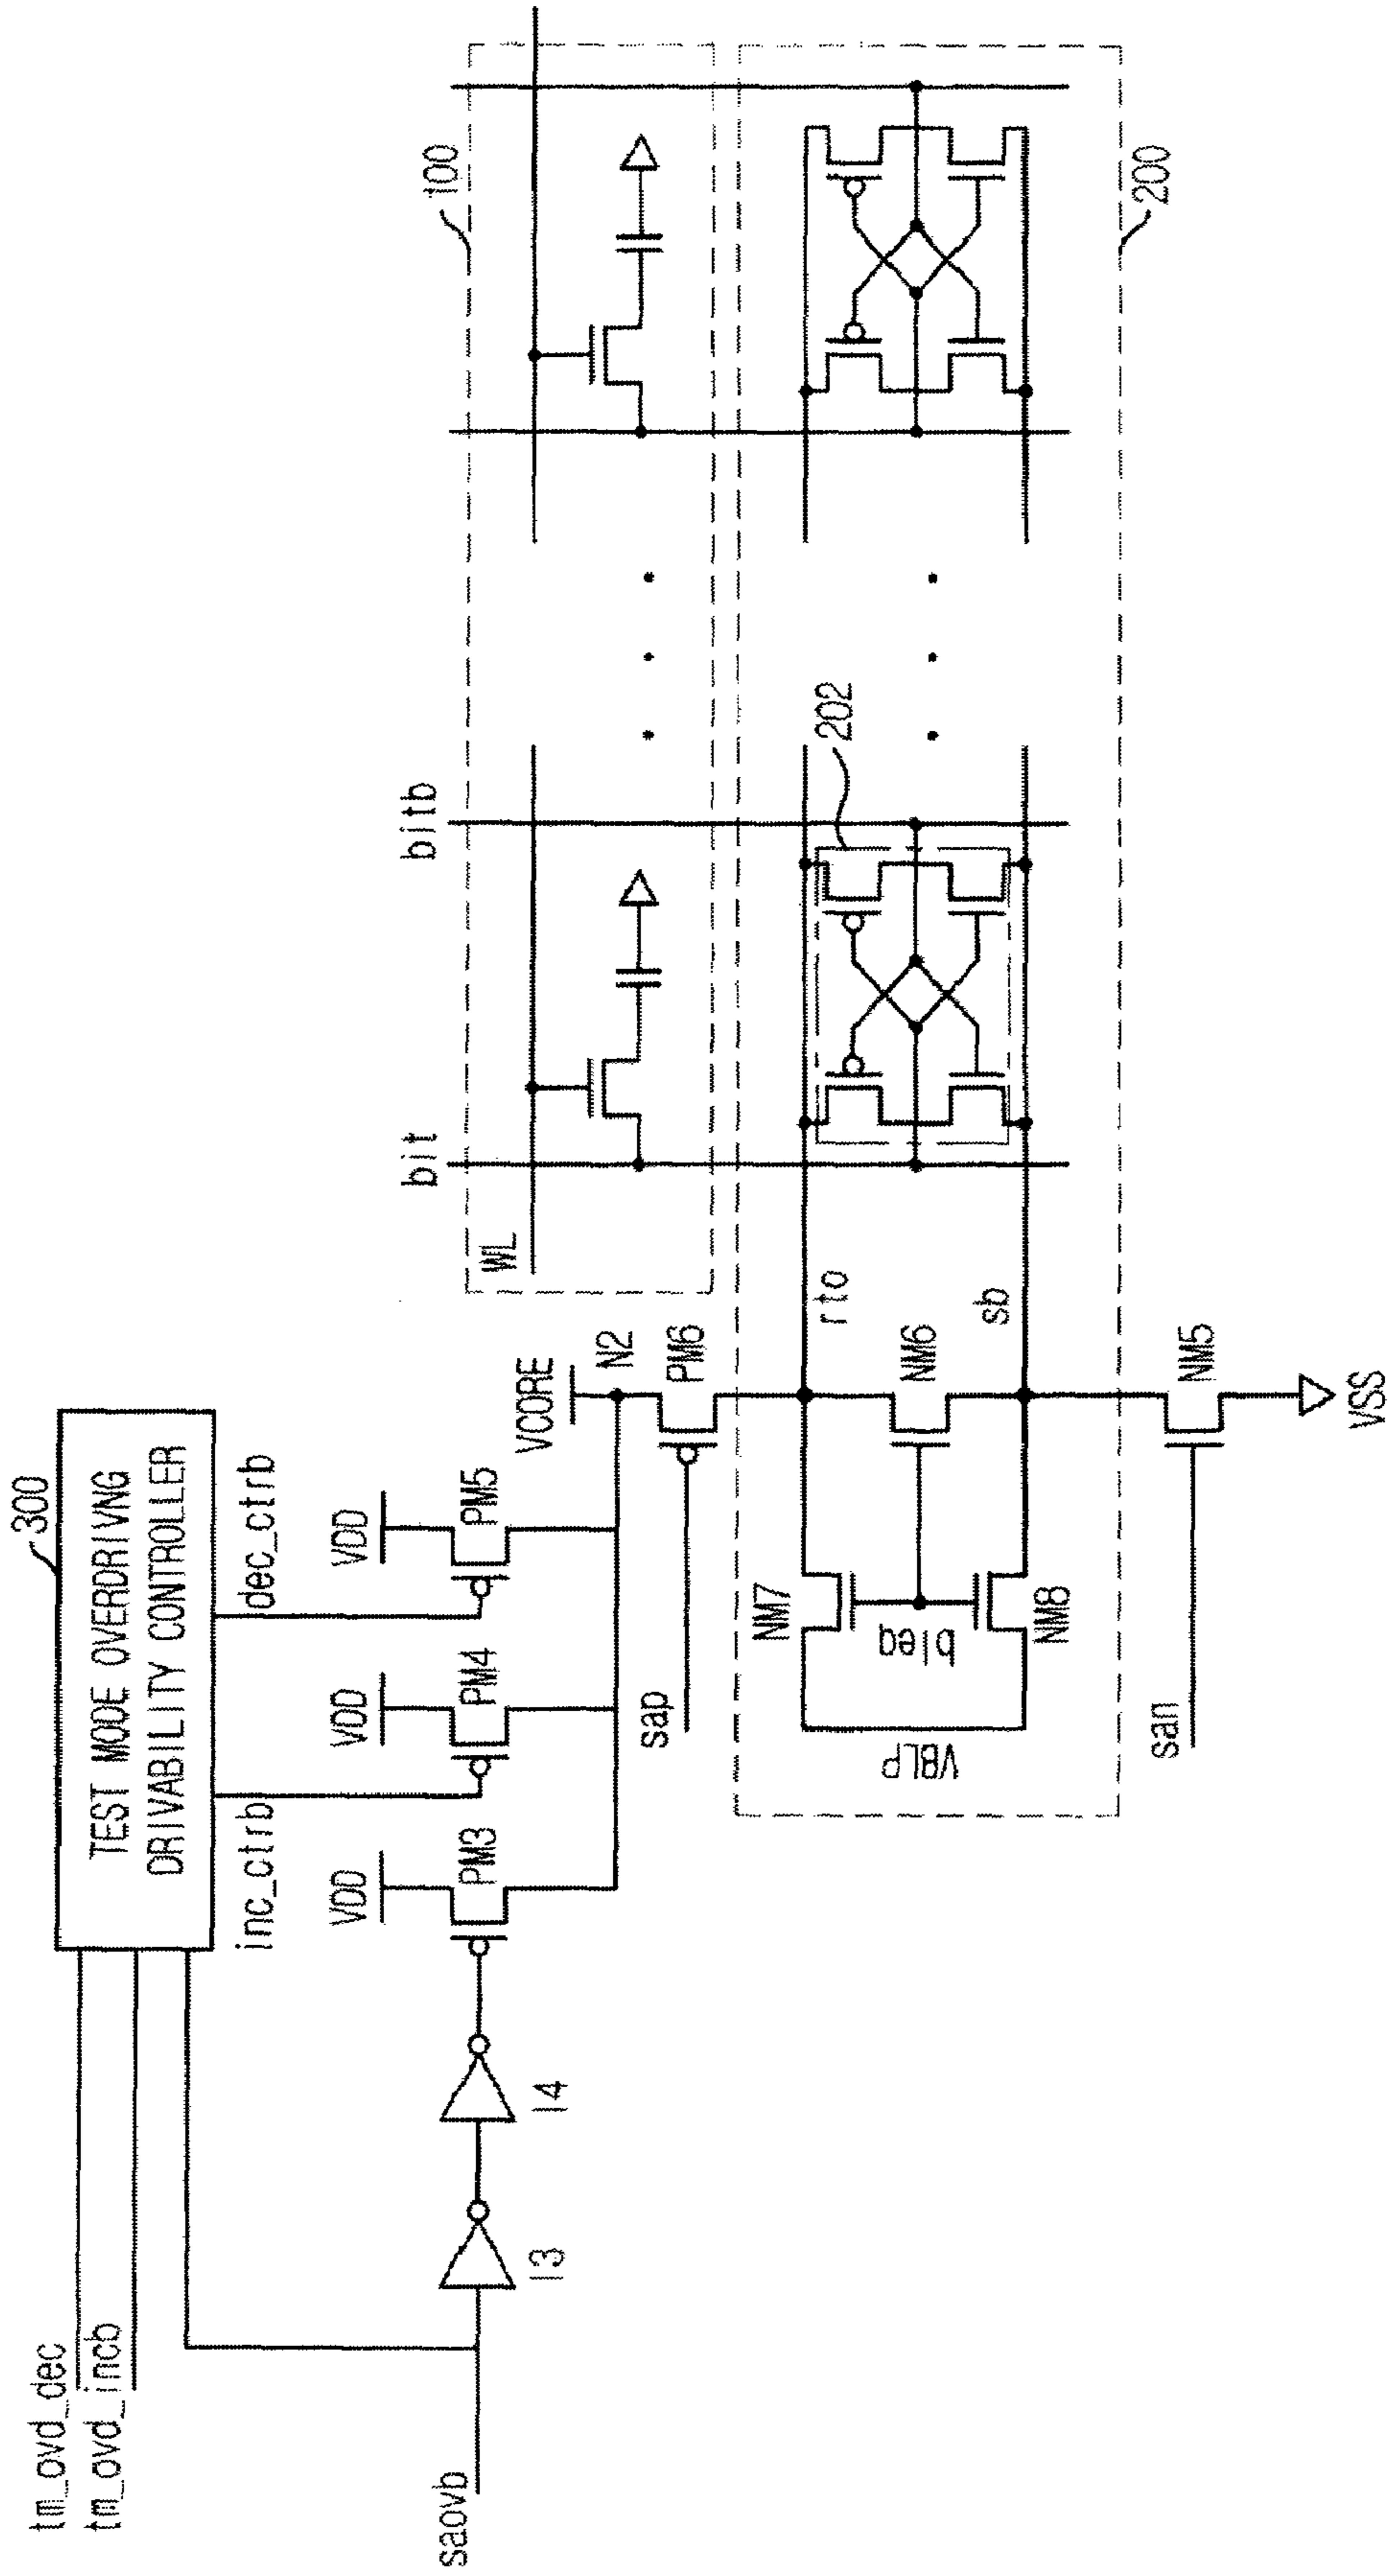 tm_ovd_dec
tm_ovd_incb
saovb
300
TEST MODE OVERDRIVNG
DRIVABILITY CONTROLLER
inc_ctrb
dec_ctrb
I3
I4
VDD
PM3
VDD
PM4
VDD
PM5
VCORE
N2
sap
PM6
100
WL
bit
bitb
200
202
rto
sb
NM7
NM6
NM8
bleq
VBLP
san
NM5
VSS